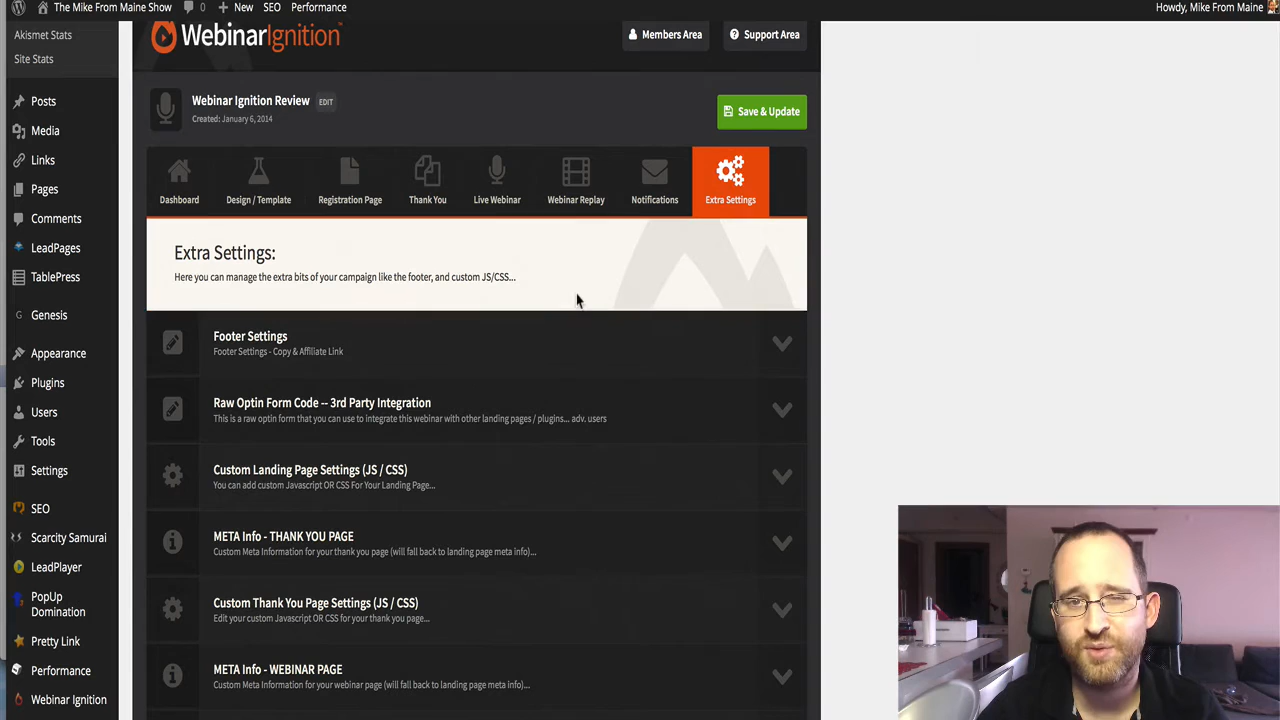 The Mike From Maine Show
0
New
SEO
Performance
Howdy, Mike From Maine
Akismet Stats
Site Stats
Posts
Media
Links
Pages
Comments
LeadPages
TablePress
Genesis
Appearance
Plugins
Users
Tools
Settings
SEO
Scarcity Samurai
LeadPlayer
PopUp
Domination
Pretty Link
Performance
Webinar Ignition
WebinarIgnition™
Members Area
Support Area
Webinar Ignition Review EDIT
Created: January 6, 2014
Save & Update
Dashboard
Design / Template
Registration Page
Thank You
Live Webinar
Webinar Replay
Notifications
Extra Settings
Extra Settings:
Here you can manage the extra bits of your campaign like the footer, and custom JS/CSS...
Footer Settings
Footer Settings - Copy & Affiliate Link
Raw Optin Form Code -- 3rd Party Integration
This is a raw optin form that you can use to integrate this webinar with other landing pages / plugins... adv. users
Custom Landing Page Settings (JS / CSS)
You can add custom Javascript OR CSS For Your Landing Page...
META Info - THANK YOU PAGE
Custom Meta Information for your thank you page (will fall back to landing page meta info)...
Custom Thank You Page Settings (JS / CSS)
Edit your custom Javascript OR CSS for your thank you page...
META Info - WEBINAR PAGE
Custom Meta Information for your webinar page (will fall back to landing page meta info)...